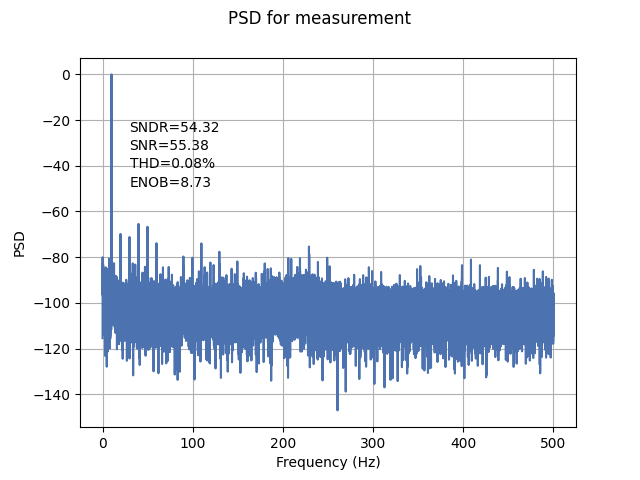 PSD for measurement
0
−20
−40
−60
−80
−100
−120
−140
PSD
SNDR=54.32
SNR=55.38
THD=0.08%
ENOB=8.73
0 100 200 300 400 500
Frequency (Hz)